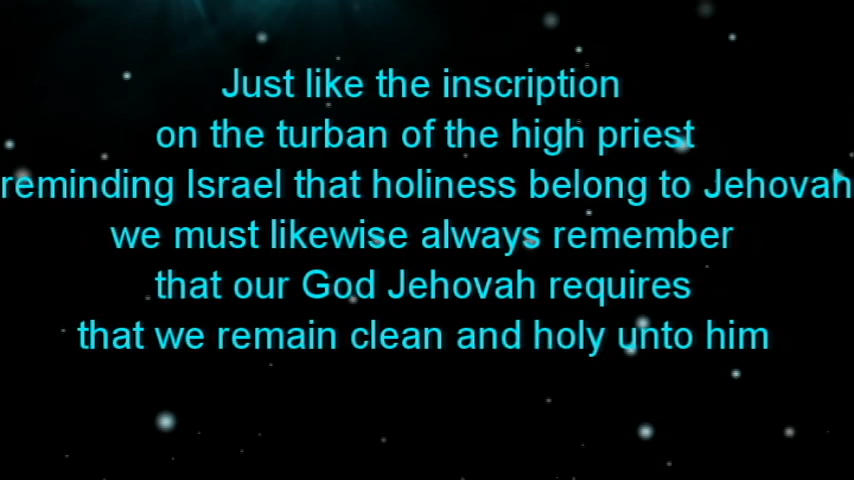 Just like the inscription
on the turban of the high priest
reminding Israel that holiness belong to Jehovah
we must likewise always remember
that our God Jehovah requires
that we remain clean and holy unto him